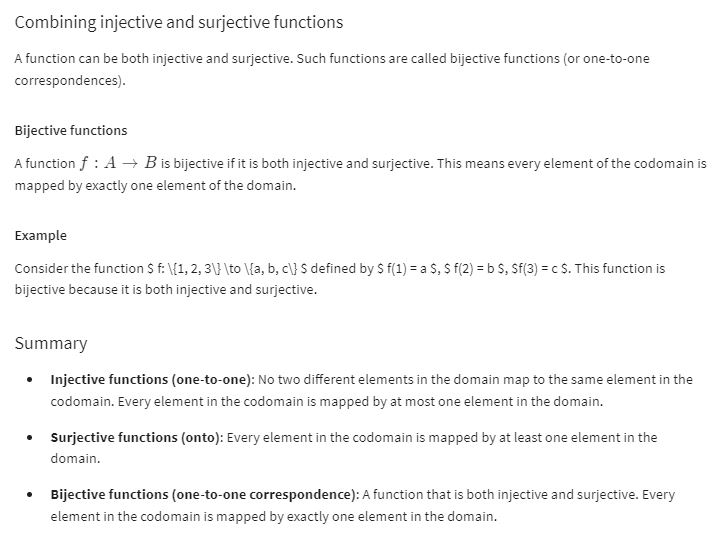 Combining injective and surjective functions
A function can be both injective and surjective. Such functions are called bijective functions (or one-to-one
correspondences).
Bijective functions
A function f : A → B is bijective if it is both injective and surjective. This means every element of the codomain is
mapped by exactly one element of the domain.
Example
Consider the function $ f: \{1, 2, 3\} \to \{a, b, c\} $ defined by $ f(1) = a $, $ f(2) = b $, $f(3) = c $. This function is
bijective because it is both injective and surjective.
Summary
• Injective functions (one-to-one): No two different elements in the domain map to the same element in the
codomain. Every element in the codomain is mapped by at most one element in the domain.
• Surjective functions (onto): Every element in the codomain is mapped by at least one element in the
domain.
• Bijective functions (one-to-one correspondence): A function that is both injective and surjective. Every
element in the codomain is mapped by exactly one element in the domain.